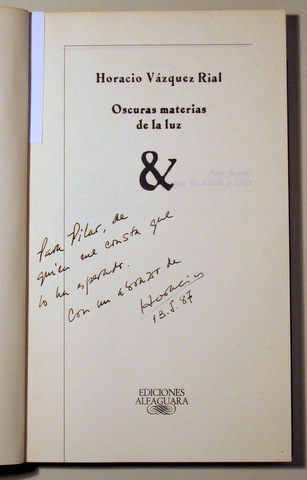 Horacio Vázquez Rial
Oscuras materias
de la luz
&
Para Pilar, de
quien me consta que
lo ha esperado.
Con un abrazo de
Horacio
13.5.87
EDICIONES
ALFAGUARA